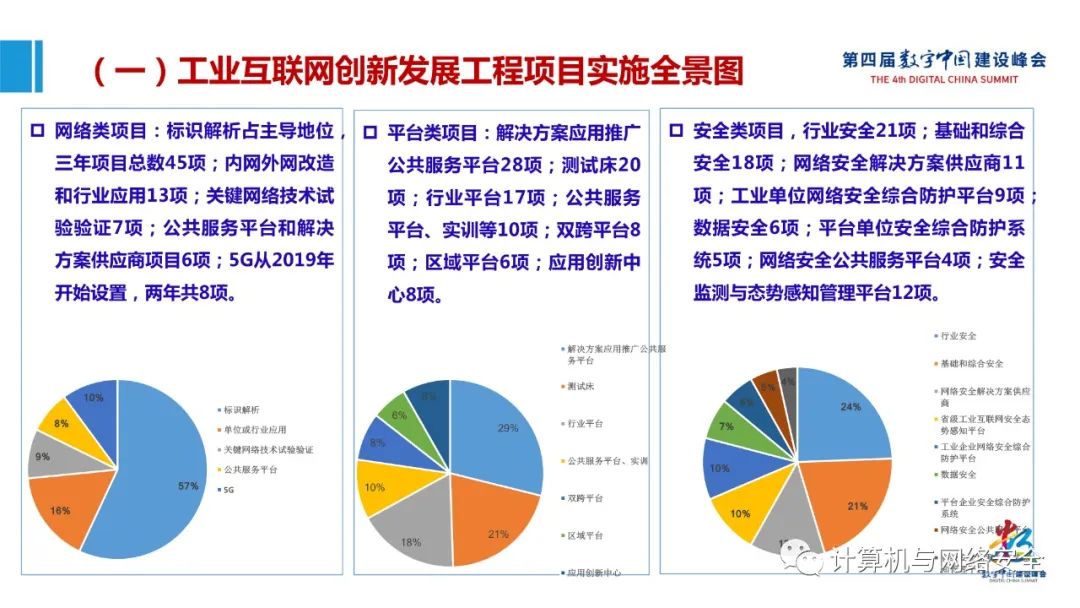 (一)工业互联网创新发展工程项目实施全景图
第四届数字中国建设峰会
THE 4th DIGITAL CHINA SUMMIT
网络类项目：标识解析占主导地位，
三年项目总数45项；内网外网改造
和行业应用13项；关键网络技术试
验验证7项；公共服务平台和解决
方案供应商项目6项；5G从2019年
开始设置，两年共8项。
57%
16%
9%
8%
10%
标识解析
单位或行业应用
关键网络技术试验验证
公共服务平台
5G
平台类项目：解决方案应用推广
公共服务平台28项；测试床20
项；行业平台17项；公共服务
平台、实训等10项；双跨平台8
项；区域平台6项；应用创新中
心8项。
29%
21%
18%
10%
8%
6%
8%
解决方案应用推广公共服
务平台
测试床
行业平台
公共服务平台、实训
双跨平台
区域平台
应用创新中心
安全类项目，行业安全21项；基础和综合
安全18项；网络安全解决方案供应商11
项；工业单位网络安全综合防护平台9项；
数据安全6项；平台单位安全综合防护系
统5项；网络安全公共服务平台4项；安全
监测与态势感知管理平台12项。
24%
21%
10%
10%
7%
6%
5%
4%
行业安全
基础和综合安全
网络安全解决方案供应
商
省级工业互联网安全态
势感知平台
工业企业网络安全综合
防护平台
数据安全
平台企业安全综合防护
系统
网络安全公共
计算机与网络安全
数字中国建设峰会
DIGITAL CHINA SUMMIT